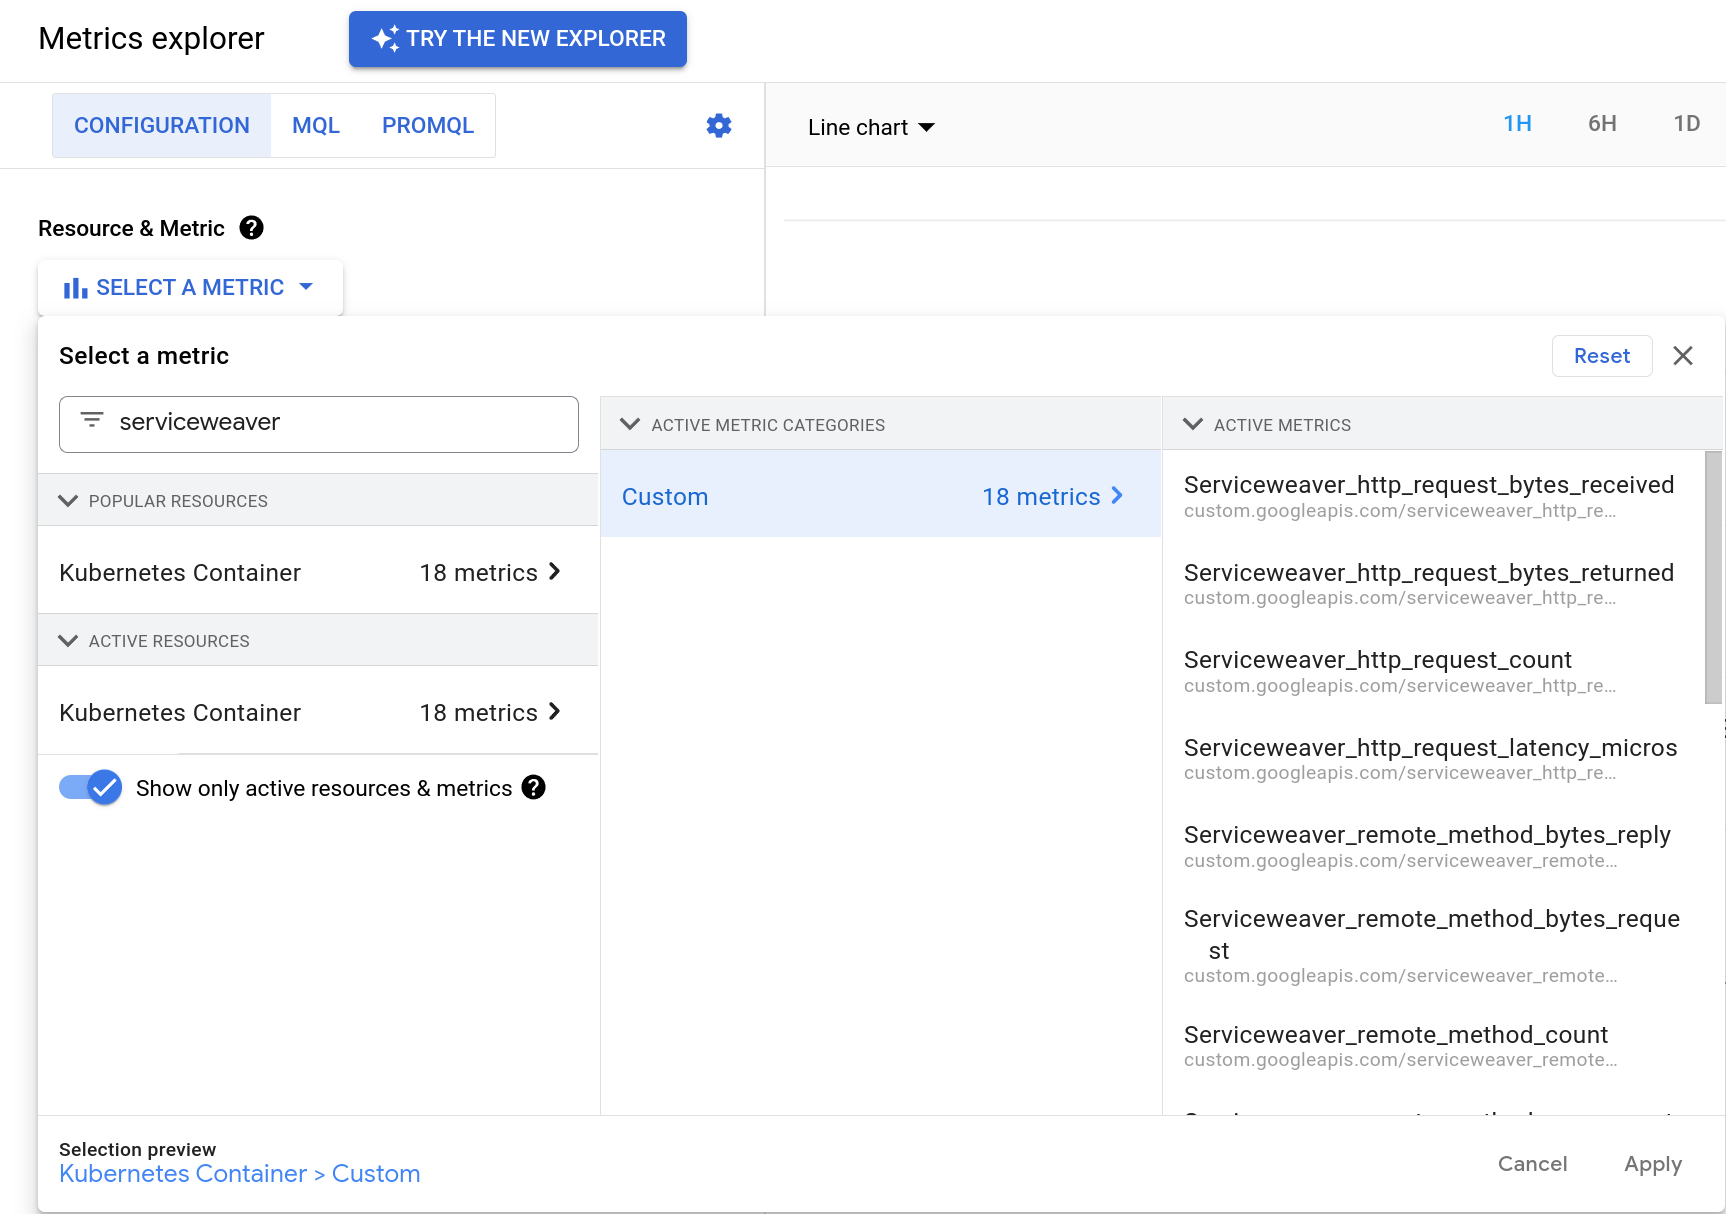 Metrics explorer
TRY THE NEW EXPLORER
CONFIGURATION
MQL
PROMQL
Line chart
1H
6H
1D
Resource & Metric
SELECT A METRIC
Select a metric
Reset
serviceweaver
POPULAR RESOURCES
Kubernetes Container
18 metrics
ACTIVE RESOURCES
Kubernetes Container
18 metrics
Show only active resources & metrics
ACTIVE METRIC CATEGORIES
Custom
18 metrics
ACTIVE METRICS
Serviceweaver_http_request_bytes_received
custom.googleapis.com/serviceweaver_http_re...
Serviceweaver_http_request_bytes_returned
custom.googleapis.com/serviceweaver_http_re...
Serviceweaver_http_request_count
custom.googleapis.com/serviceweaver_http_re...
Serviceweaver_http_request_latency_micros
custom.googleapis.com/serviceweaver_http_re...
Serviceweaver_remote_method_bytes_reply
custom.googleapis.com/serviceweaver_remote...
Serviceweaver_remote_method_bytes_reque
st
custom.googleapis.com/serviceweaver_remote...
Serviceweaver_remote_method_count
custom.googleapis.com/serviceweaver_remote...
Selection preview
Kubernetes Container > Custom
Cancel
Apply